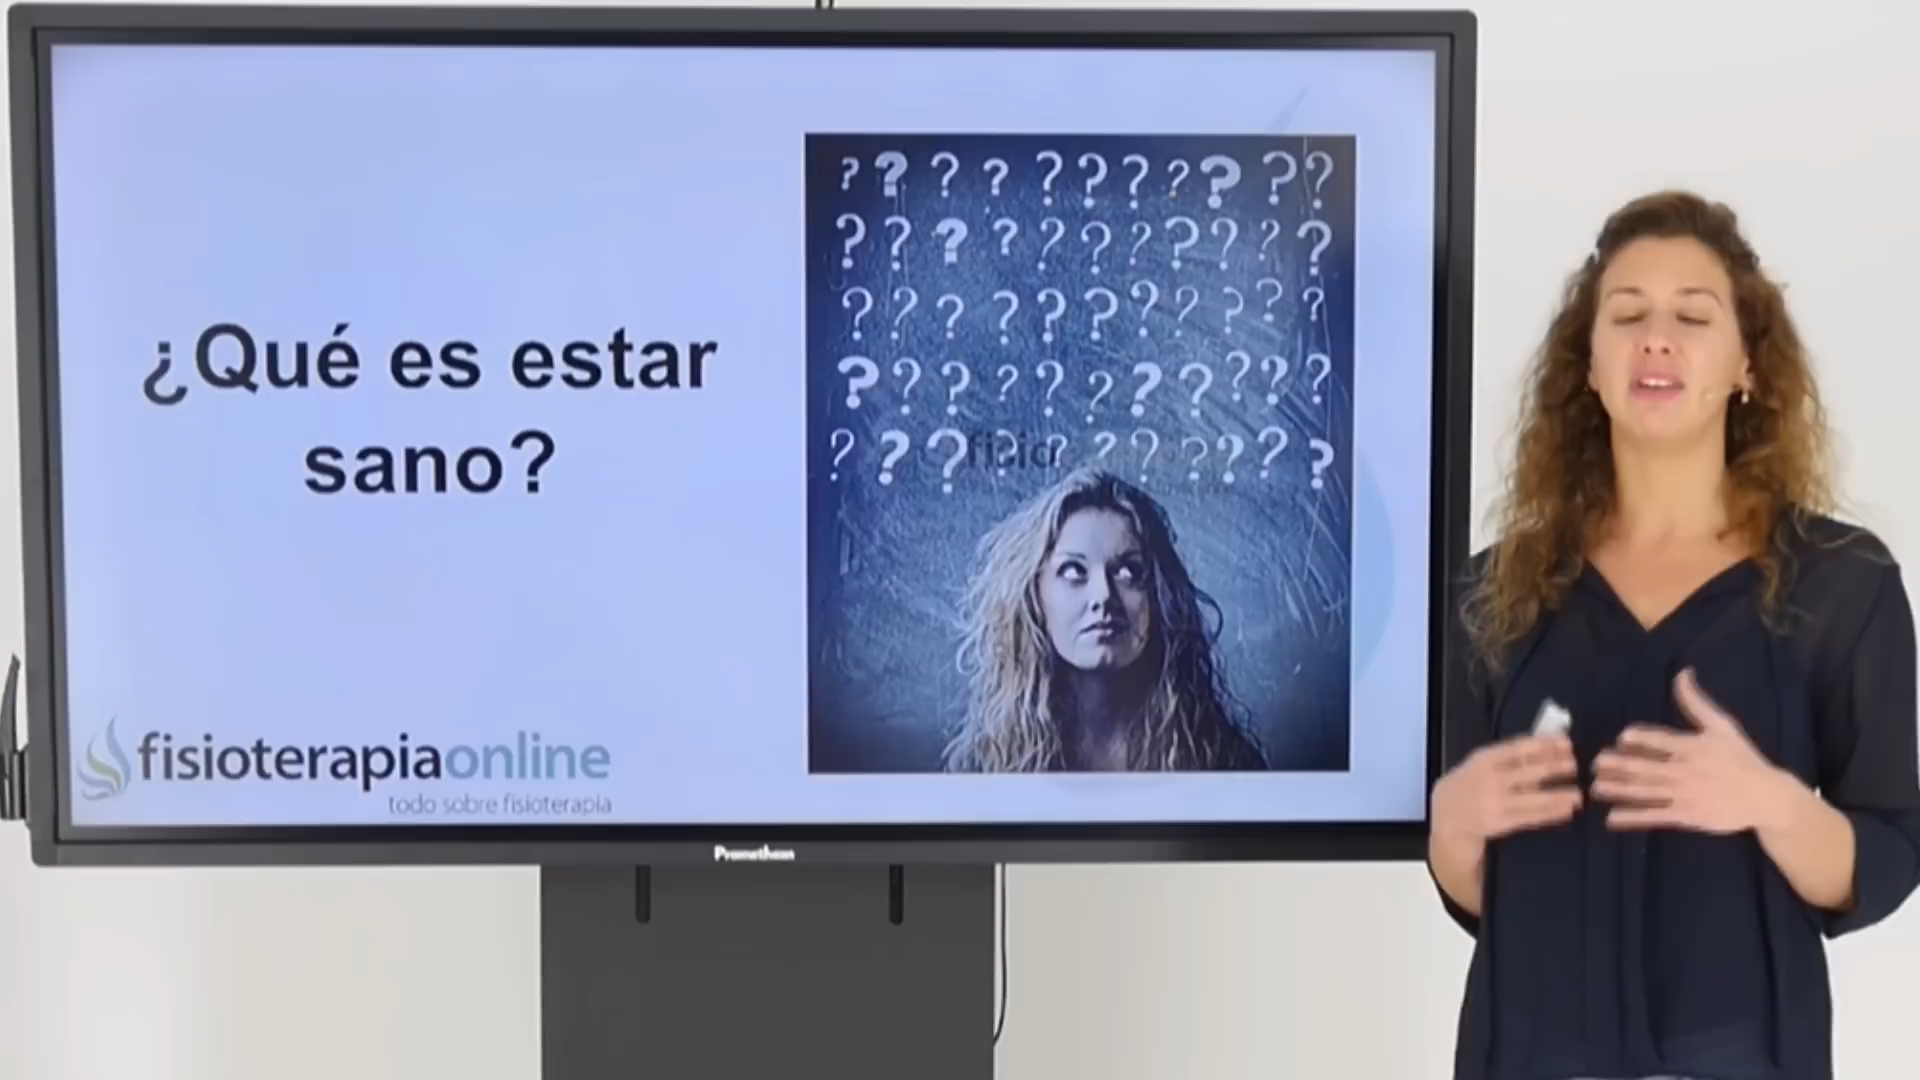 ¿Qué es estar
sano?
fisioterapiaonline
todo sobre fisioterapia
Promethean